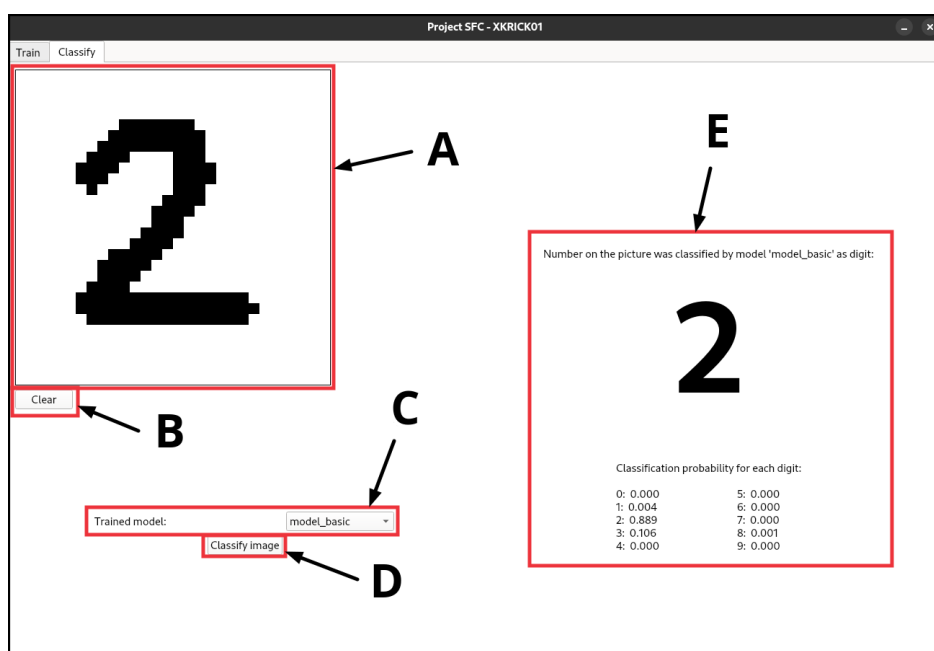 Project SFC - XKRICK01
Train Classify
2
A
E
Number on the picture was classified by model 'model_basic' as digit:
2
Clear
B
C
Classification probability for each digit:
0: 0.000 5: 0.000
1: 0.004 6: 0.000
2: 0.889 7: 0.000
3: 0.106 8: 0.001
4: 0.000 9: 0.000
Trained model: model_basic
Classify image
D